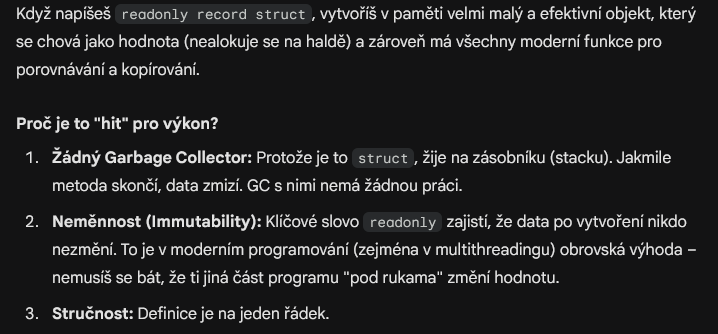 Když napíšeš readonly record struct, vytvoříš v paměti velmi malý a efektivní objekt, který
se chová jako hodnota (nealokuje se na haldě) a zároveň má všechny moderní funkce pro
porovnávání a kopírování.
Proč je to "hit" pro výkon?
1. Žádný Garbage Collector: Protože je to struct, žije na zásobníku (stacku). Jakmile
metoda skončí, data zmizí. GC s nimi nemá žádnou práci.
2. Neměnnost (Immutability): Klíčové slovo readonly zajistí, že data po vytvoření nikdo
nezmění. To je v moderním programování (zejména v multithreadingu) obrovská výhoda –
nemusíš se bát, že ti jiná část programu "pod rukama" změní hodnotu.
3. Stručnost: Definice je na jeden řádek.